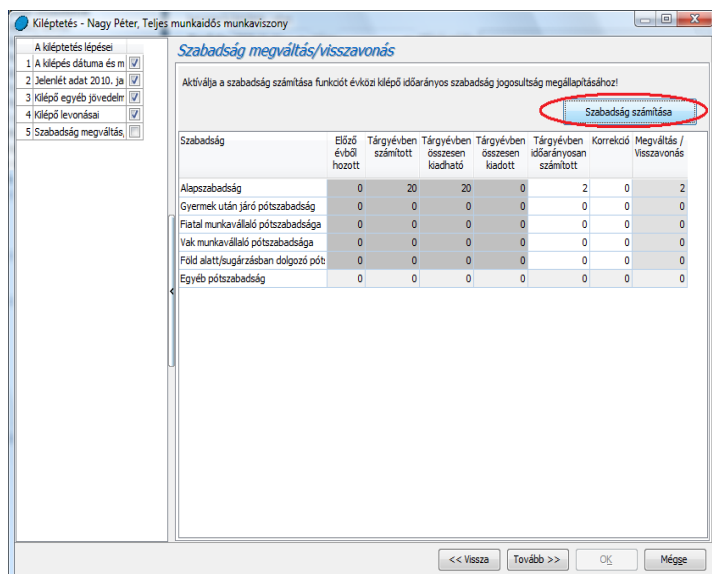 Kiléptetés - Nagy Péter, Teljes munkaidős munkaviszony
A kiléptetés lépései
1 A kilépés dátuma és m
2 Jelenlét adat 2010. ja
3 Kilépő egyéb jövedelm
4 Kilépő levonásai
5 Szabadság megváltás,
Szabadság megváltás/visszavonás
Aktíválja a szabadság számítása funkciót évközi kilépő időarányos szabadság jogosultság megállapításához!
Szabadság számítása
Szabadság Előző évből hozott Tárgyévben számított Tárgyévben összesen kiadható Tárgyévben összesen kiadott Tárgyévben időarányosan számított Korrekció Megváltás / Visszavonás
Alapszabadság 0 20 20 0 2 0 2
Gyermek után járó pótszabadság 0 0 0 0 0 0 0
Fiatal munkavállaló pótszabadsága 0 0 0 0 0 0 0
Vak munkavállaló pótszabadsága 0 0 0 0 0 0 0
Föld alatt/sugárzásban dolgozó póts 0 0 0 0 0 0 0
Egyéb pótszabadság 0 0 0 0 0 0 0
<< Vissza Tovább >> OK Mégse